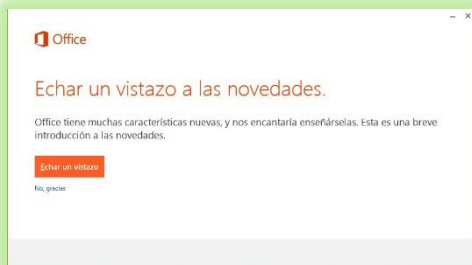 Office
Echar un vistazo a las novedades.
Office tiene muchas características nuevas, y nos encantaría enseñárselas. Esta es una breve
introducción a las novedades.
Echar un vistazo
No, gracias